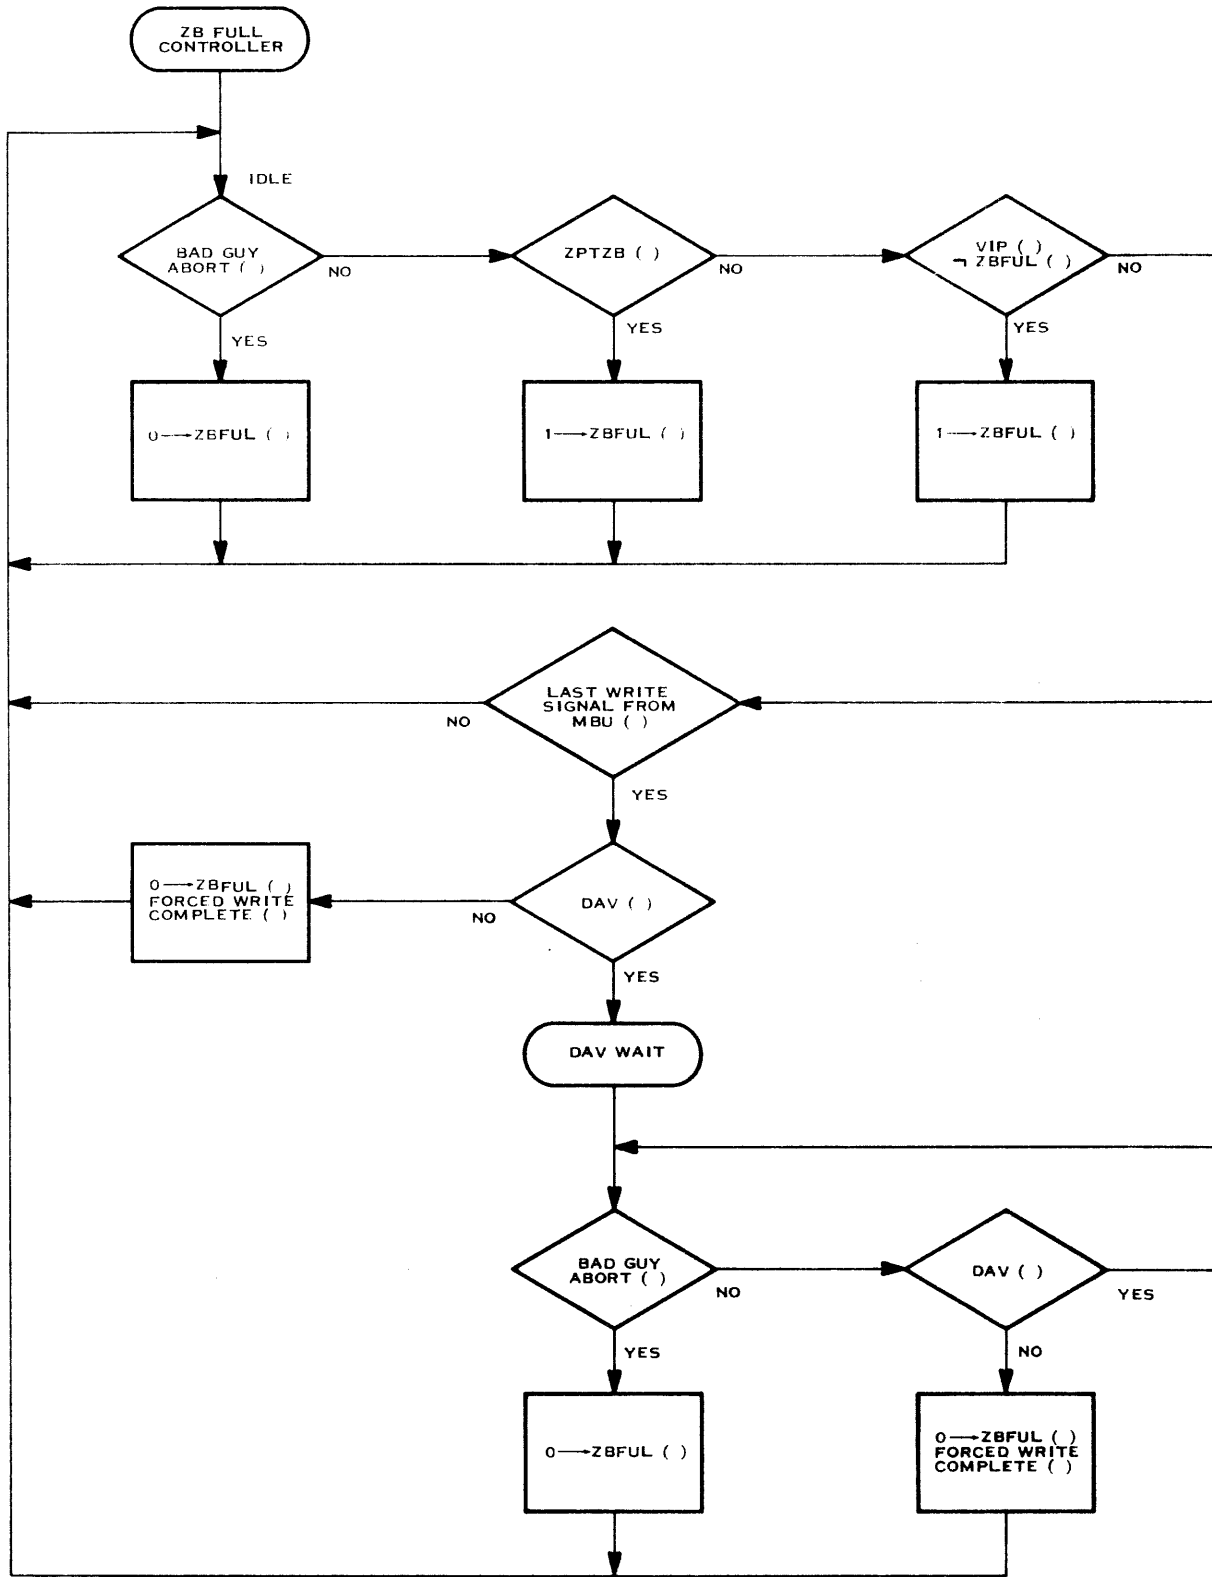 ZB FULL
CONTROLLER
IDLE
BAD GUY
ABORT ( )
NO
YES
ZPTZB ( )
NO
YES
VIP ( )
¬ ZBFUL ( )
NO
YES
0→ZBFUL ( )
1→ZBFUL ( )
1→ZBFUL ( )
LAST WRITE
SIGNAL FROM
MBU ( )
NO
YES
0→ZBFUL ( )
FORCED WRITE
COMPLETE ( )
DAV ( )
NO
YES
DAV WAIT
BAD GUY
ABORT ( )
NO
YES
DAV ( )
YES
NO
0→ZBFUL ( )
0→ZBFUL ( )
FORCED WRITE
COMPLETE ( )